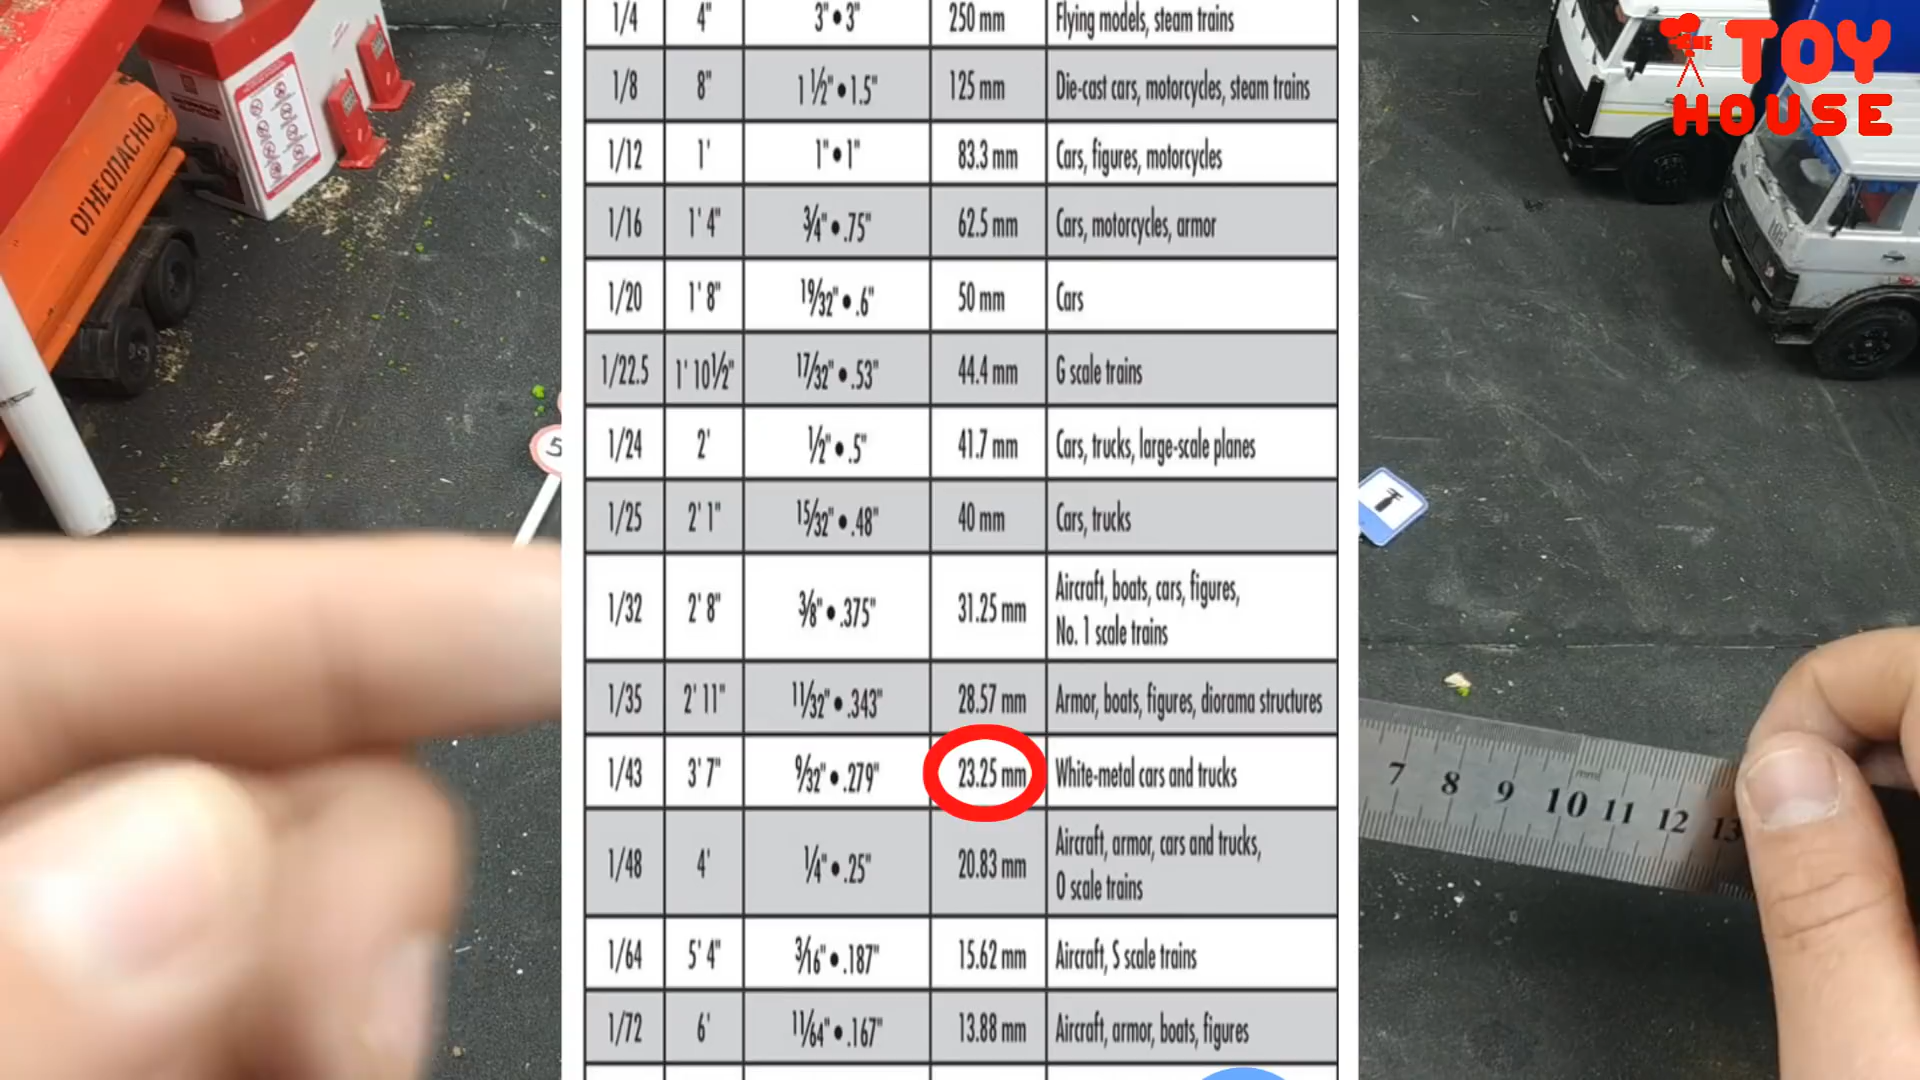 1/4 4" 3"•3" 250 mm Flying models, steam trains
1/8 8" 1 1/2"•1.5" 125 mm Die-cast cars, motorcycles, steam trains
1/12 1' 1"•1" 83.3 mm Cars, figures, motorcycles
1/16 1' 4" 3/4"•.75" 62.5 mm Cars, motorcycles, armor
1/20 1' 8" 19/32"•.6" 50 mm Cars
1/22.5 1' 10 1/2" 17/32"•.53" 44.4 mm G scale trains
1/24 2' 1/2"•.5" 41.7 mm Cars, trucks, large-scale planes
1/25 2' 1" 15/32"•.48" 40 mm Cars, trucks
1/32 2' 8" 3/8"•.375" 31.25 mm Aircraft, boats, cars, figures,
No. 1 scale trains
1/35 2' 11" 11/32"•.343" 28.57 mm Armor, boats, figures, diorama structures
1/43 3' 7" 9/32"•.279" 23.25 mm White-metal cars and trucks
1/48 4' 1/4"•.25" 20.83 mm Aircraft, armor, cars and trucks,
O scale trains
1/64 5' 4" 3/16"•.187" 15.62 mm Aircraft, S scale trains
1/72 6' 11/64"•.167" 13.88 mm Aircraft, armor, boats, figures
TOY
HOUSE
ВОГНЕОПАСНО
5
mm
7 8 9 10 11 12 13